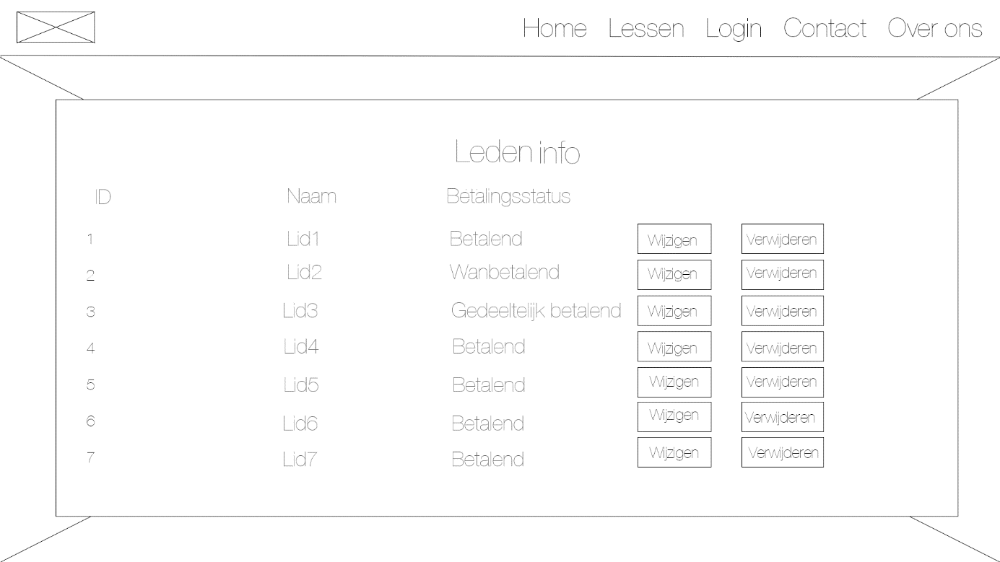 Home Lessen Login Contact Over ons
Leden info
ID Naam Betalingsstatus
1 Lid1 Betalend Wijzigen Verwijderen
2 Lid2 Wanbetalend Wijzigen Verwijderen
3 Lid3 Gedeeltelijk betalend Wijzigen Verwijderen
4 Lid4 Betalend Wijzigen Verwijderen
5 Lid5 Betalend Wijzigen Verwijderen
6 Lid6 Betalend Wijzigen Verwijderen
7 Lid7 Betalend Wijzigen Verwijderen